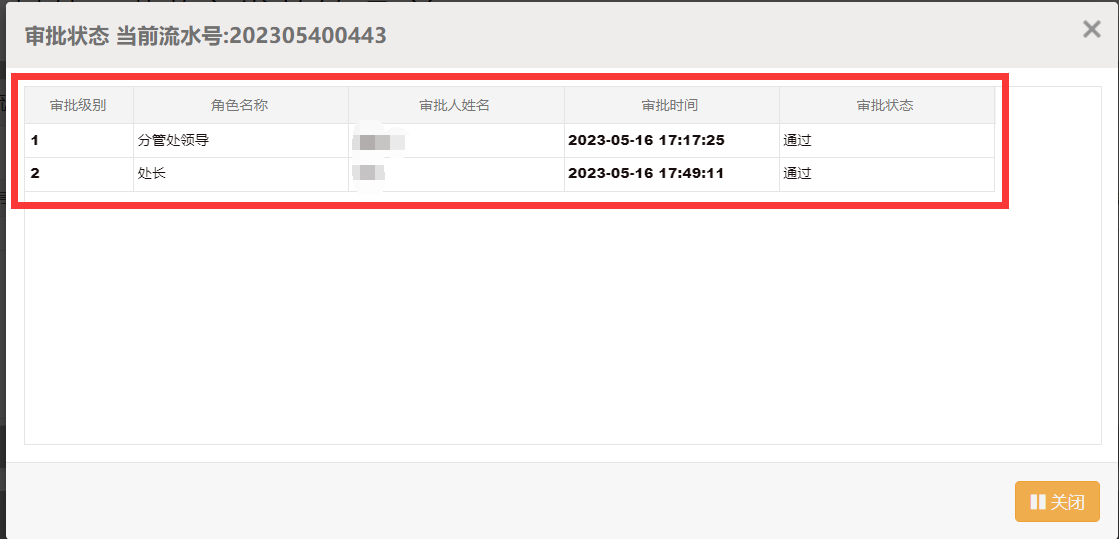 审批状态 当前流水号:202305400443
审批级别 角色名称 审批人姓名 审批时间 审批状态
1 分管处领导 2023-05-16 17:17:25 通过
2 处长 2023-05-16 17:49:11 通过
关闭